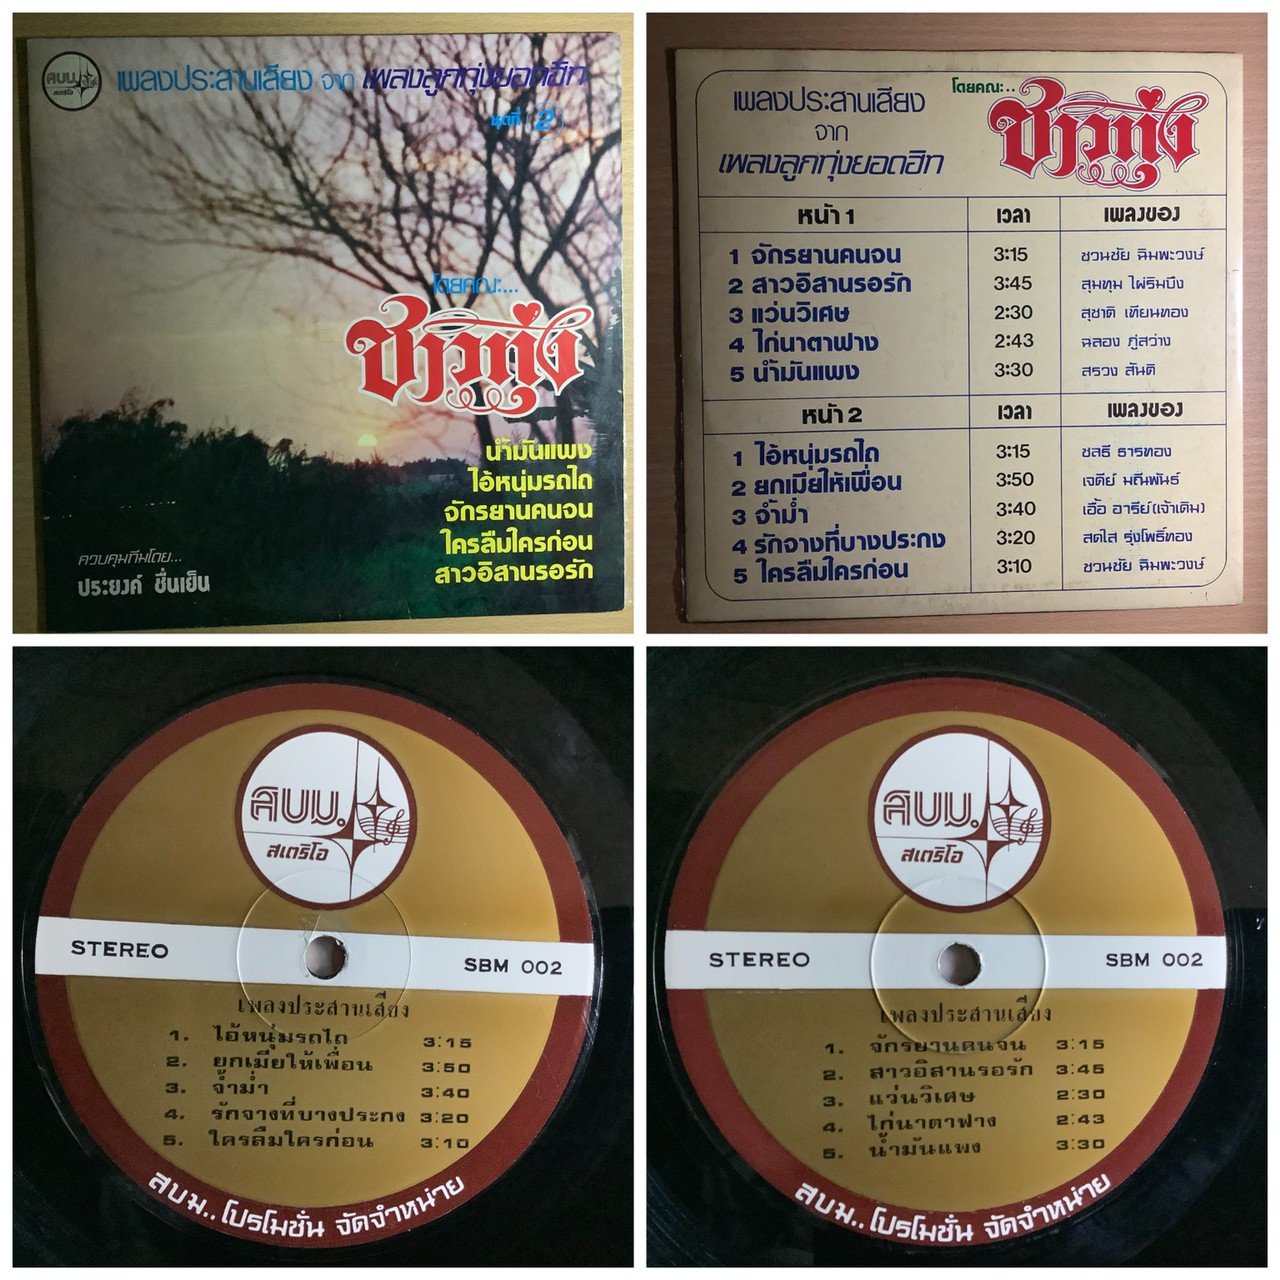 สบม.
สเตริโอ
เพลงประสานเสียง จาก เพลงลูกทุ่งยอดฮิท
ชุดที่ 2
โดยคณะ...
ชาวทุ่ง
น้ำมันแพง
ไอ้หนุ่มรถไถ
จักรยานคนจน
ใครลืมใครก่อน
สาวอิสานรอรัก
ควบคุมทีมโดย...
ประยงค์ ชื่นเย็น
เพลงประสานเสียง
จาก
เพลงลูกทุ่งยอดฮิท
โดยคณะ..
ชาวทุ่ง
หน้า 1 เวลา เพลงของ
1 จักรยานคนจน 3:15 ชวนชัย ฉิมพะวงษ์
2 สาวอิสานรอรัก 3:45 สุมทุม ไผ่ริมบึง
3 แว่นวิเศษ 2:30 สุชาติ เทียนทอง
4 ไก่นาตาฟาง 2:43 ฉลอง ภู่สว่าง
5 น้ำมันแพง 3:30 สรวง สันติ
หน้า 2 เวลา เพลงของ
1 ไอ้หนุ่มรถไถ 3:15 ชลธี ธารทอง
2 ยกเมียให้เพื่อน 3:50 เจดีย์ มณีพันธ์
3 จ้ำม่ำ 3:40 เอื้อ อารีย์(เจ้าเดิม)
4 รักจางที่บางประกง 3:20 สดใส รุ่งโพธิ์ทอง
5 ใครลืมใครก่อน 3:10 ชวนชัย ฉิมพะวงษ์
สบม.
สเตริโอ
STEREO SBM 002
เพลงประสานเสียง
1. ไอ้หนุ่มรถไถ 3:15
2. ยกเมียให้เพื่อน 3:50
3. จ้ำม่ำ 3:40
4. รักจางที่บางประกง 3:20
5. ใครลืมใครก่อน 3:10
สบม..โปรโมชั่น จัดจำหน่าย
สบม.
สเตริโอ
STEREO SBM 002
เพลงประสานเสียง
1. จักรยานคนจน 3:15
2. สาวอิสานรอรัก 3:45
3. แว่นวิเศษ 2:30
4. ไก่นาตาฟาง 2:43
5. น้ำมันแพง 3:30
สบม..โปรโมชั่น จัดจำหน่าย